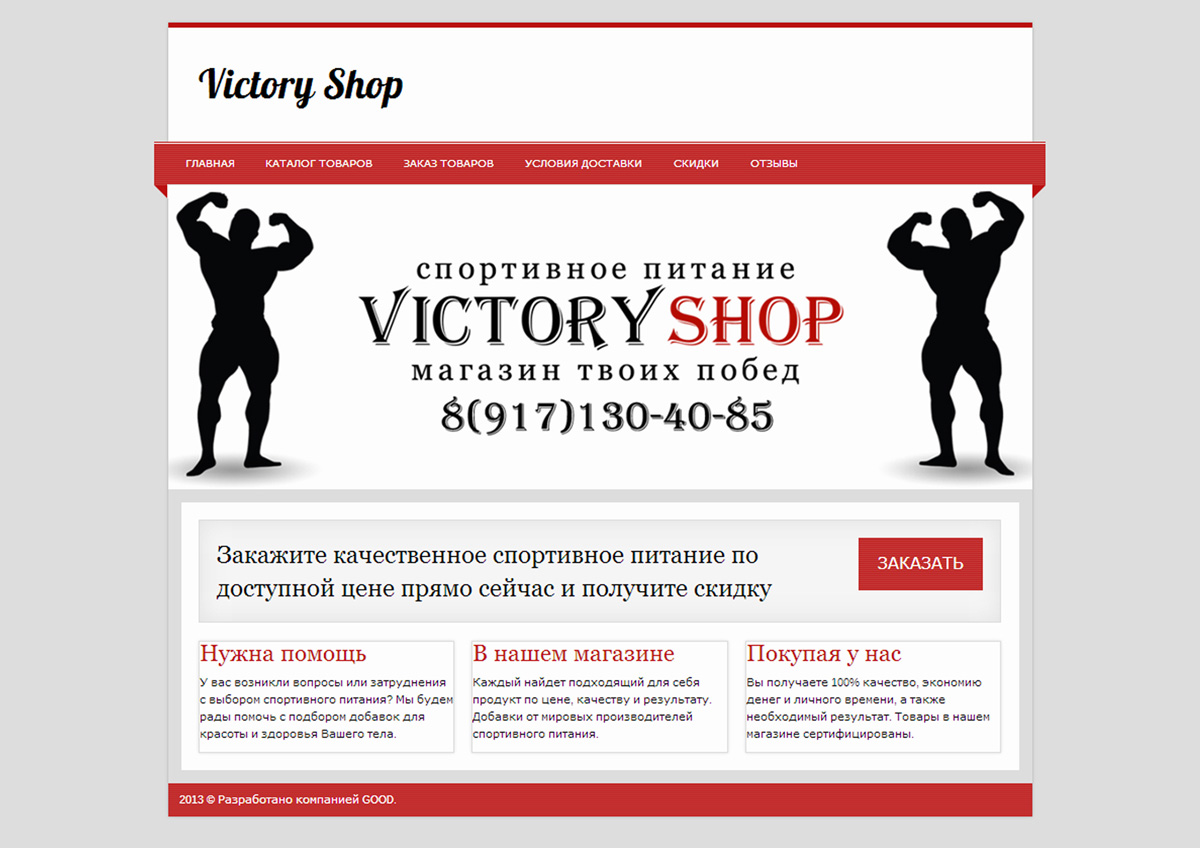 Victory Shop
ГЛАВНАЯ КАТАЛОГ ТОВАРОВ ЗАКАЗ ТОВАРОВ УСЛОВИЯ ДОСТАВКИ СКИДКИ ОТЗЫВЫ
спортивное питание
VICTORY SHOP
магазин твоих побед
8(917)130-40-85
Закажите качественное спортивное питание по
доступной цене прямо сейчас и получите скидку
ЗАКАЗАТЬ
Нужна помощь
У вас возникли вопросы или затруднения
с выбором спортивного питания? Мы будем
рады помочь с подбором добавок для
красоты и здоровья Вашего тела.
В нашем магазине
Каждый найдет подходящий для себя
продукт по цене, качеству и результату.
Добавки от мировых производителей
спортивного питания.
Покупая у нас
Вы получаете 100% качество, экономию
денег и личного времени, а также
необходимый результат. Товары в нашем
магазине сертифицированы.
2013 © Разработано компанией GOOD.